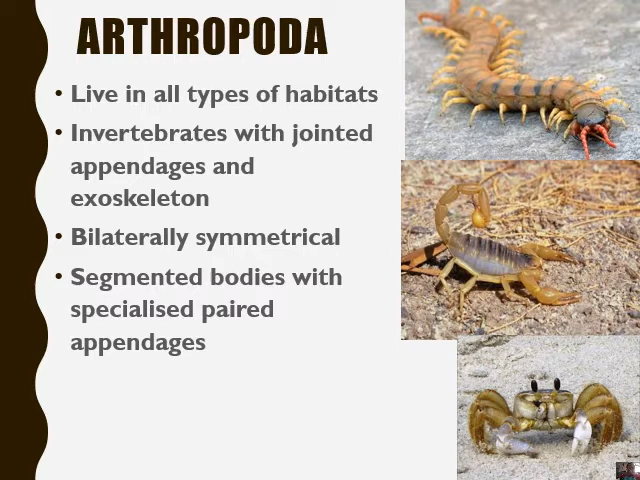 ARTHROPODA
• Live in all types of habitats
• Invertebrates with jointed
appendages and
exoskeleton
• Bilaterally symmetrical
• Segmented bodies with
specialised paired
appendages